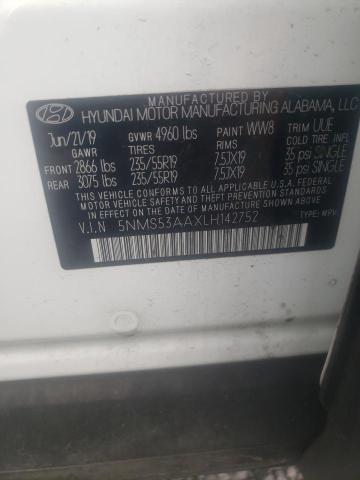 MANUFACTURED BY
HYUNDAI MOTOR MANUFACTURING ALABAMA, LLC
Jun/21/19 GVWR 4960 lbs PAINT WW8 TRIM UUE
GAWR TIRES RIMS
FRONT 2866 lbs 235/55R19 7.5JX19 35 psi SINGLE
REAR 3075 lbs 235/55R19 7.5JX19 35 psi SINGLE
THIS VEHICLE CONFORMS TO ALL APPLICABLE U.S.A. FEDERAL MOTOR
VEHICLE SAFETY AND THEFT PREVENTION STANDARDS IN
EFFECT ON THE DATE OF MANUFACTURE SHOWN ABOVE.
V.I.N 5NMS53AAXLH142752
TYPE: MPV